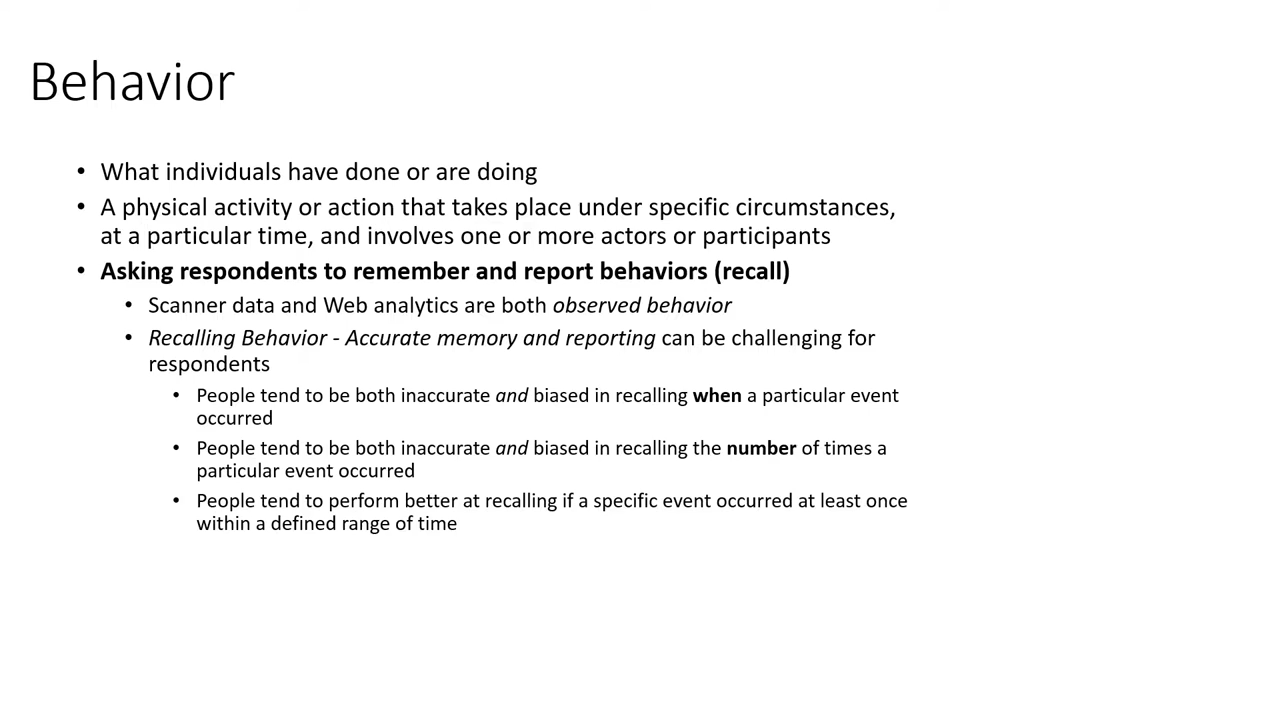 Behavior
• What individuals have done or are doing
• A physical activity or action that takes place under specific circumstances,
at a particular time, and involves one or more actors or participants
• Asking respondents to remember and report behaviors (recall)
• Scanner data and Web analytics are both observed behavior
• Recalling Behavior - Accurate memory and reporting can be challenging for
respondents
• People tend to be both inaccurate and biased in recalling when a particular event
occurred
• People tend to be both inaccurate and biased in recalling the number of times a
particular event occurred
• People tend to perform better at recalling if a specific event occurred at least once
within a defined range of time